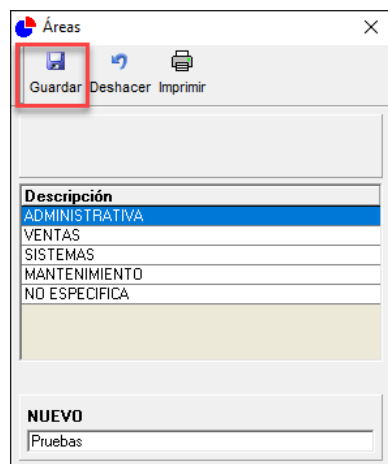 Áreas
Guardar Deshacer Imprimir
Descripción
ADMINISTRATIVA
VENTAS
SISTEMAS
MANTENIMIENTO
NO ESPECIFICA
NUEVO
Pruebas